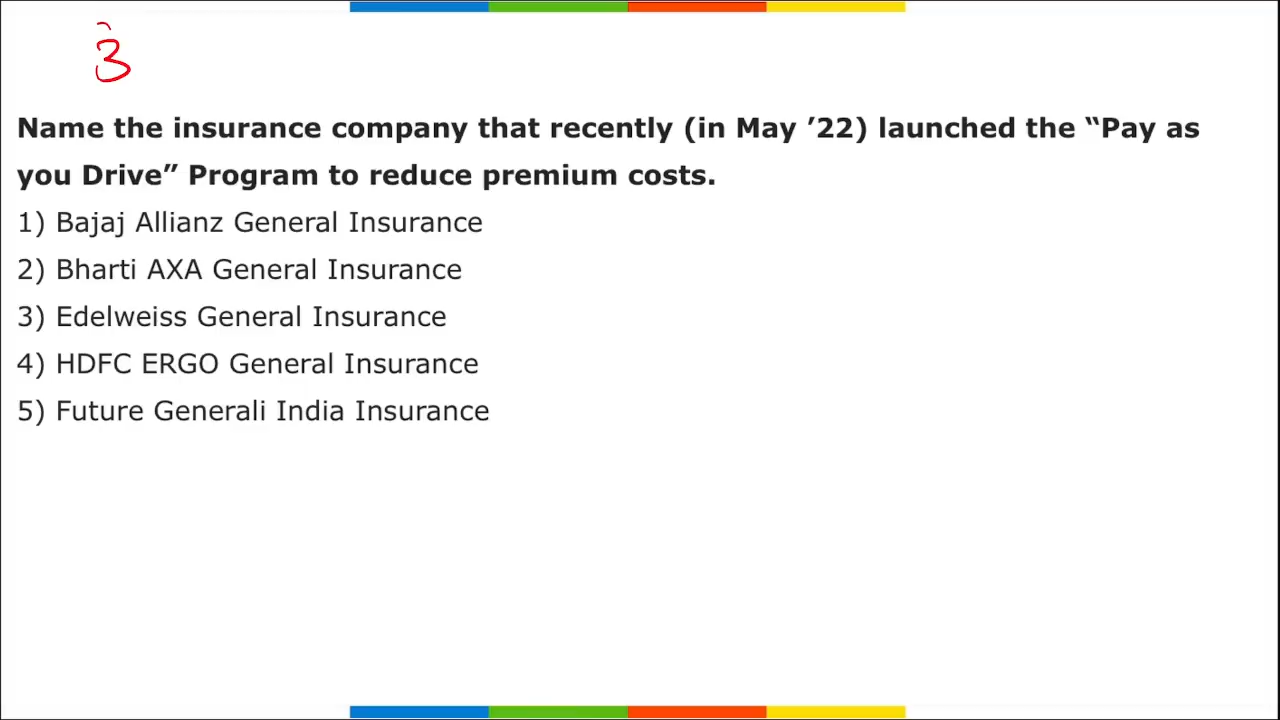 3
Name the insurance company that recently (in May ’22) launched the “Pay as
you Drive” Program to reduce premium costs.
1) Bajaj Allianz General Insurance
2) Bharti AXA General Insurance
3) Edelweiss General Insurance
4) HDFC ERGO General Insurance
5) Future Generali India Insurance